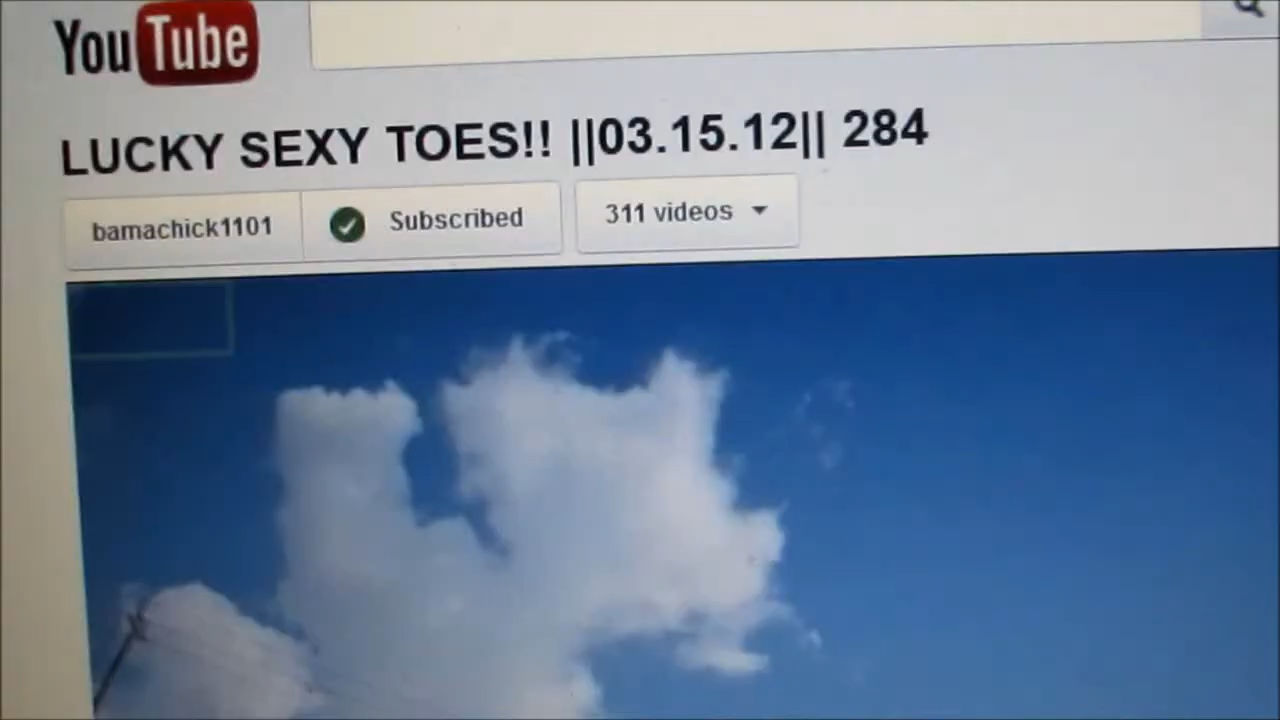 YouTube
LUCKY SEXY TOES!! ||03.15.12|| 284
bamachick1101 Subscribed 311 videos